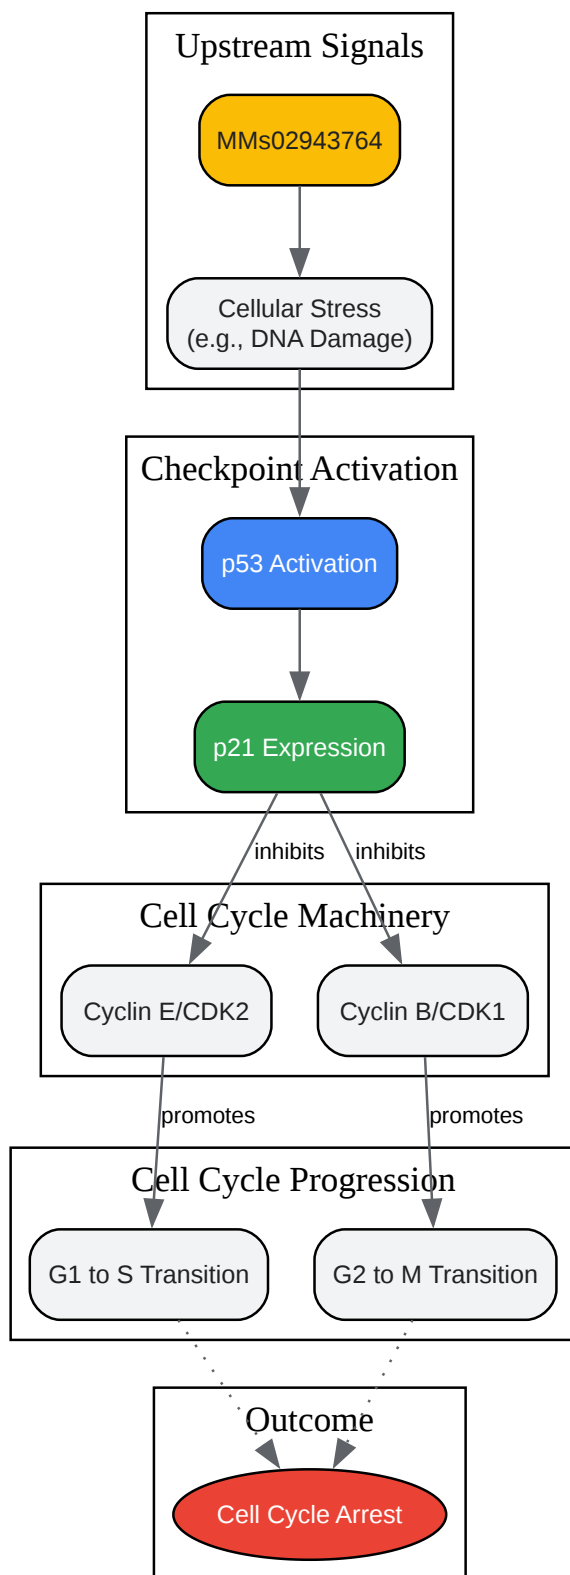 Upstream Signals
MMs02943764
Cellular Stress
(e.g., DNA Damage)
Checkpoint Activation
p53 Activation
p21 Expression
inhibits
inhibits
Cell Cycle Machinery
Cyclin E/CDK2
Cyclin B/CDK1
promotes
promotes
Cell Cycle Progression
G1 to S Transition
G2 to M Transition
Outcome
Cell Cycle Arrest